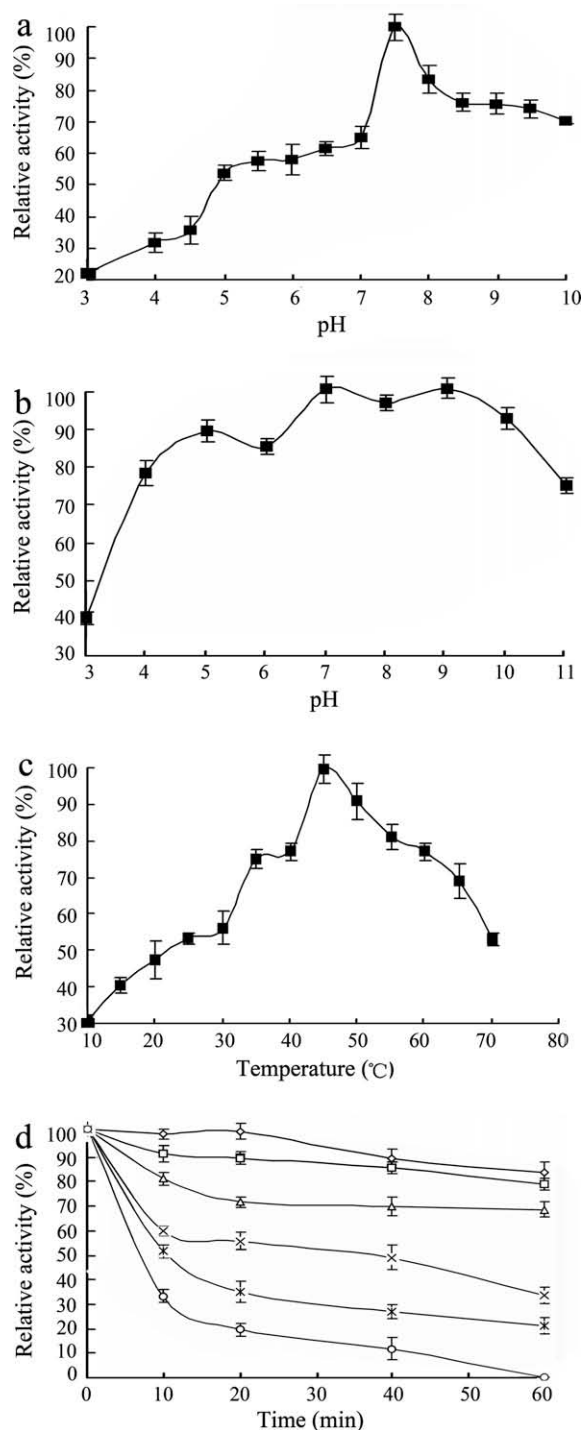 a
Relative activity (%)
100
90
80
70
60
50
40
30
20
3 4 5 6 7 8 9 10
pH
b
Relative activity (%)
100
90
80
70
60
50
40
30
3 4 5 6 7 8 9 10 11
pH
c
Relative activity (%)
100
90
80
70
60
50
40
30
10 20 30 40 50 60 70 80
Temperature (℃)
d
Relative activity (%)
100
90
80
70
60
50
40
30
20
10
0
0 10 20 30 40 50 60
Time (min)